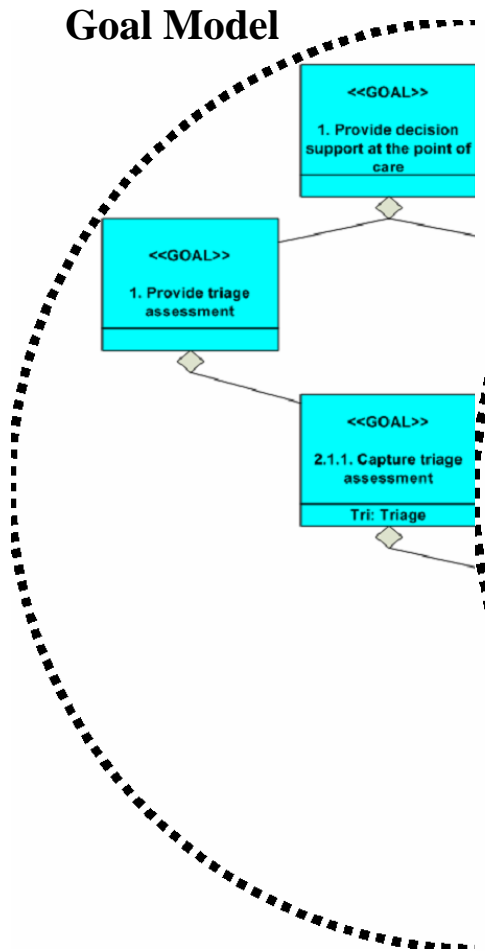 Goal Model
<<GOAL>>
1. Provide decision
support at the point of
care
<<GOAL>>
1. Provide triage
assessment
<<GOAL>>
2.1.1. Capture triage
assessment
Tri: Triage